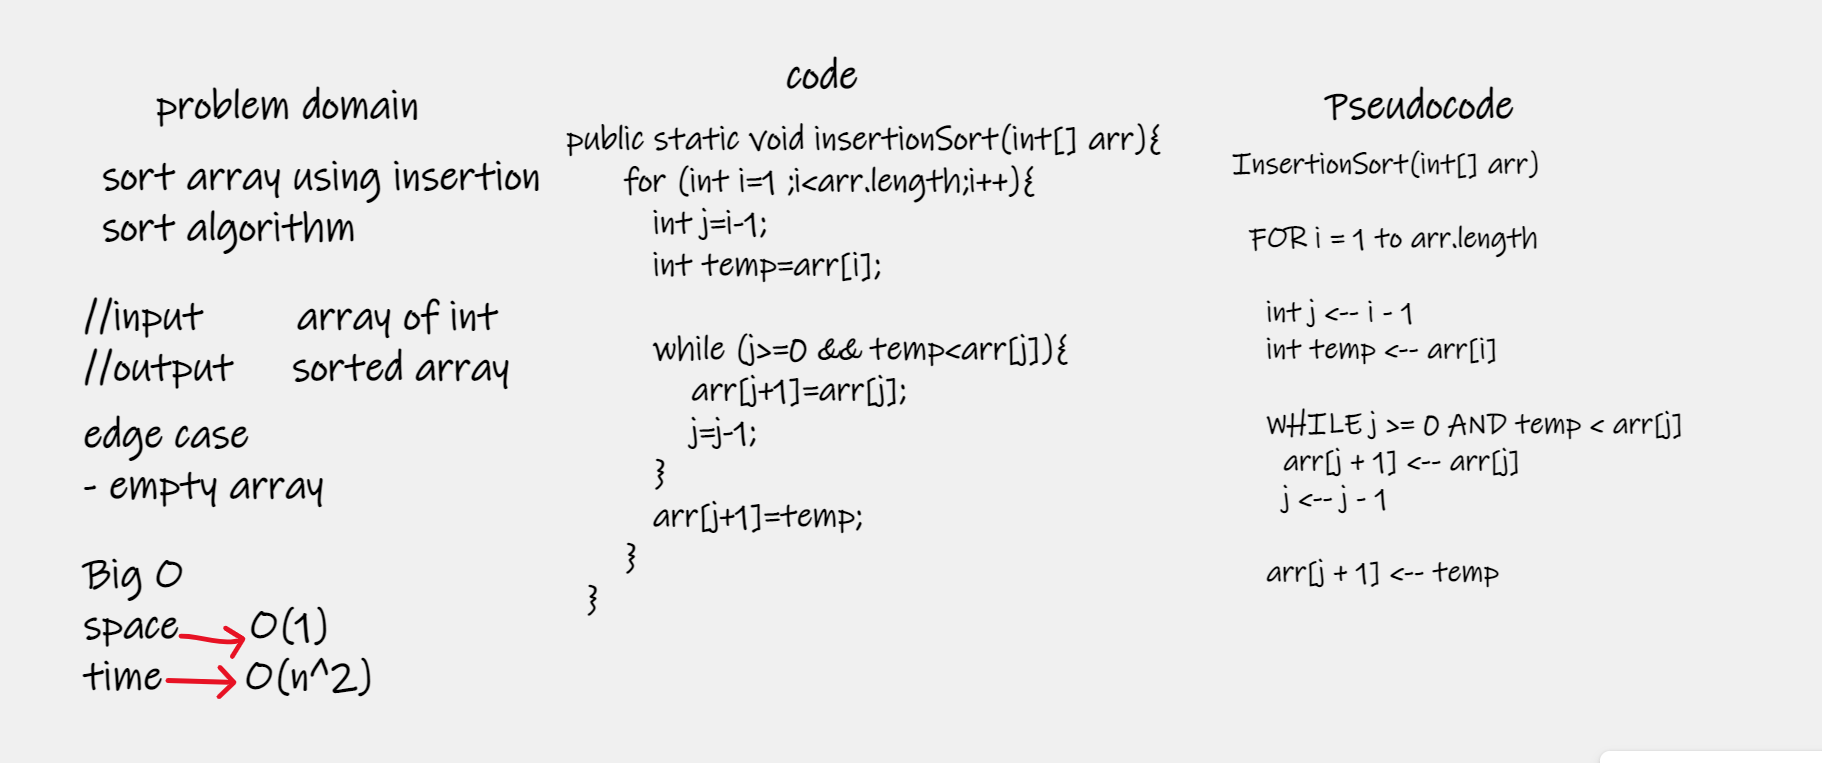 problem domain
sort array using insertion
sort algorithm
//input array of int
//output sorted array
edge case
- empty array
Big O
space O(1)
time O(n^2)
code
public static void insertionSort(int[] arr){
for (int i=1 ;i<arr.length;i++){
int j=i-1;
int temp=arr[i];
while (j>=0 && temp<arr[j]){
arr[j+1]=arr[j];
j=j-1;
}
arr[j+1]=temp;
}
}
Pseudocode
InsertionSort(int[] arr)
FOR i = 1 to arr.length
int j <-- i - 1
int temp <-- arr[i]
WHILE j >= 0 AND temp < arr[j]
arr[j + 1] <-- arr[j]
j <-- j - 1
arr[j + 1] <-- temp